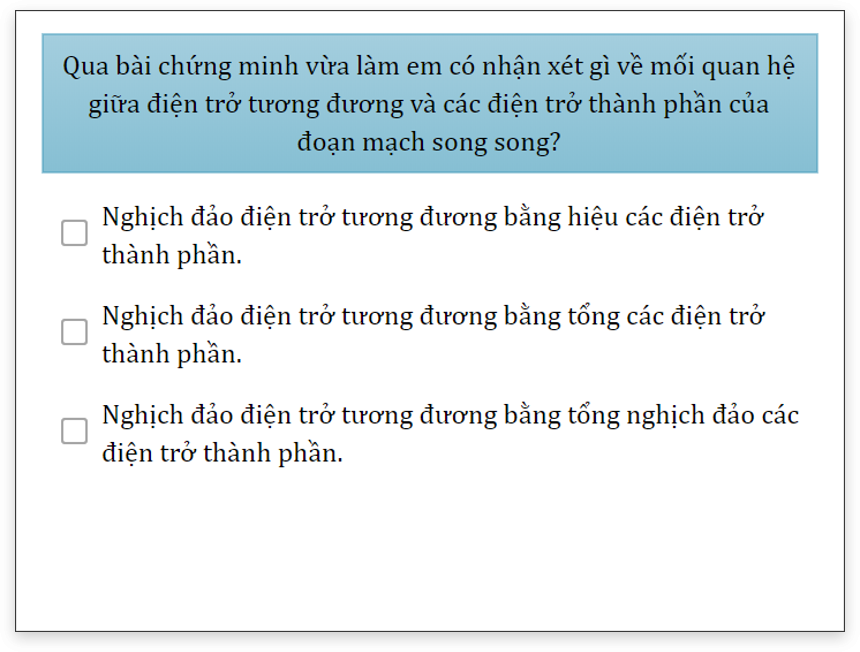 Qua bài chứng minh vừa làm em có nhận xét gì về mối quan hệ
giữa điện trở tương đương và các điện trở thành phần của
đoạn mạch song song?
Nghịch đảo điện trở tương đương bằng hiệu các điện trở
thành phần.
Nghịch đảo điện trở tương đương bằng tổng các điện trở
thành phần.
Nghịch đảo điện trở tương đương bằng tổng nghịch đảo các
điện trở thành phần.